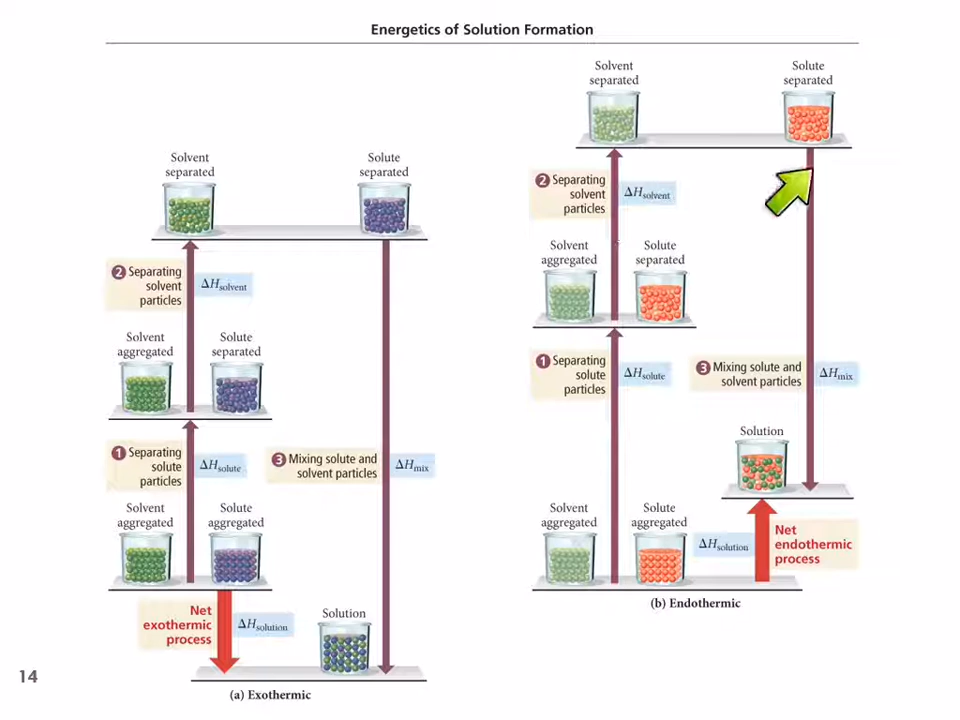 Energetics of Solution Formation
Solvent
separated
Solute
separated
2 Separating
solvent
particles
ΔHsolvent
Solvent
aggregated
Solute
separated
1 Separating
solute
particles
ΔHsolute
3 Mixing solute and
solvent particles
ΔHmix
Solvent
aggregated
Solute
aggregated
Net
exothermic
process
ΔHsolution
Solution
(a) Exothermic
Solvent
separated
Solute
separated
2 Separating
solvent
particles
ΔHsolvent
Solvent
aggregated
Solute
separated
1 Separating
solute
particles
ΔHsolute
3 Mixing solute and
solvent particles
ΔHmix
Solution
Solvent
aggregated
Solute
aggregated
ΔHsolution
Net
endothermic
process
(b) Endothermic
14